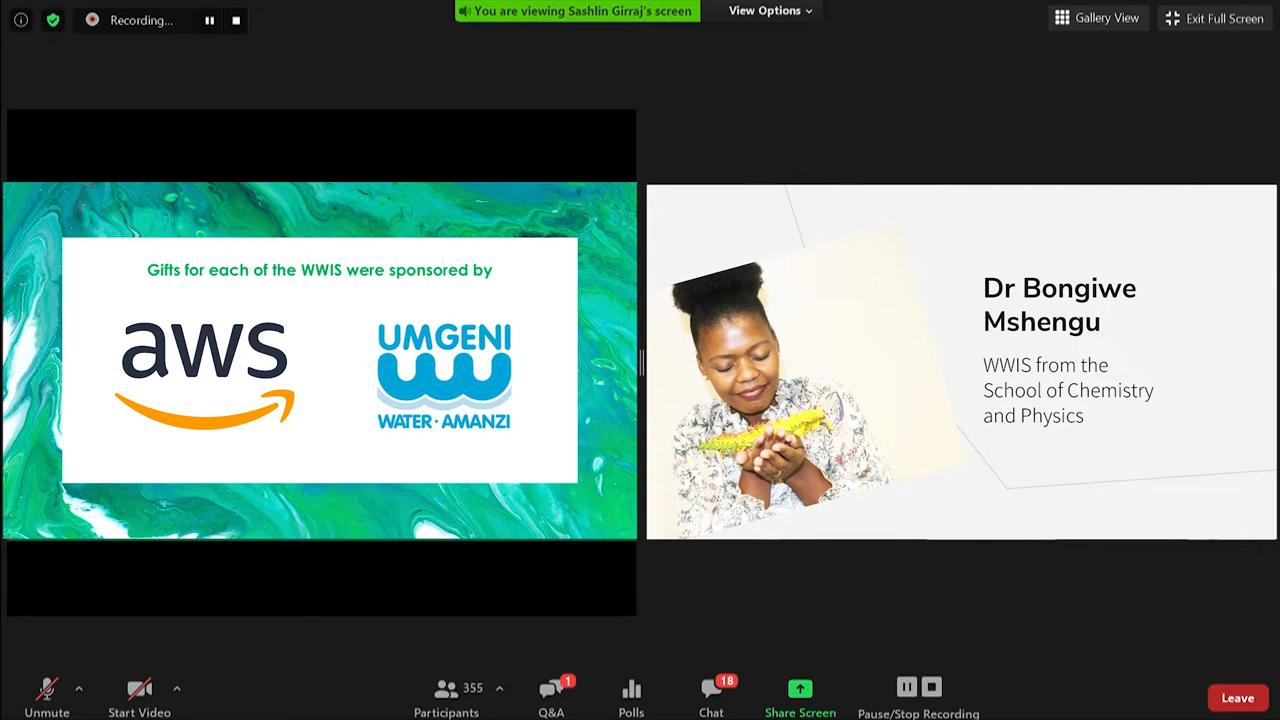 Recording...
You are viewing Sashlin Girraj's screen
View Options
Gallery View
Exit Full Screen
Gifts for each of the WWIS were sponsored by
aws
UMGENI
WATER · AMANZI
Dr Bongiwe
Mshengu
WWIS from the
School of Chemistry
and Physics
Unmute
Start Video
355
Participants
1
Q&A
Polls
18
Chat
Share Screen
Pause/Stop Recording
Leave